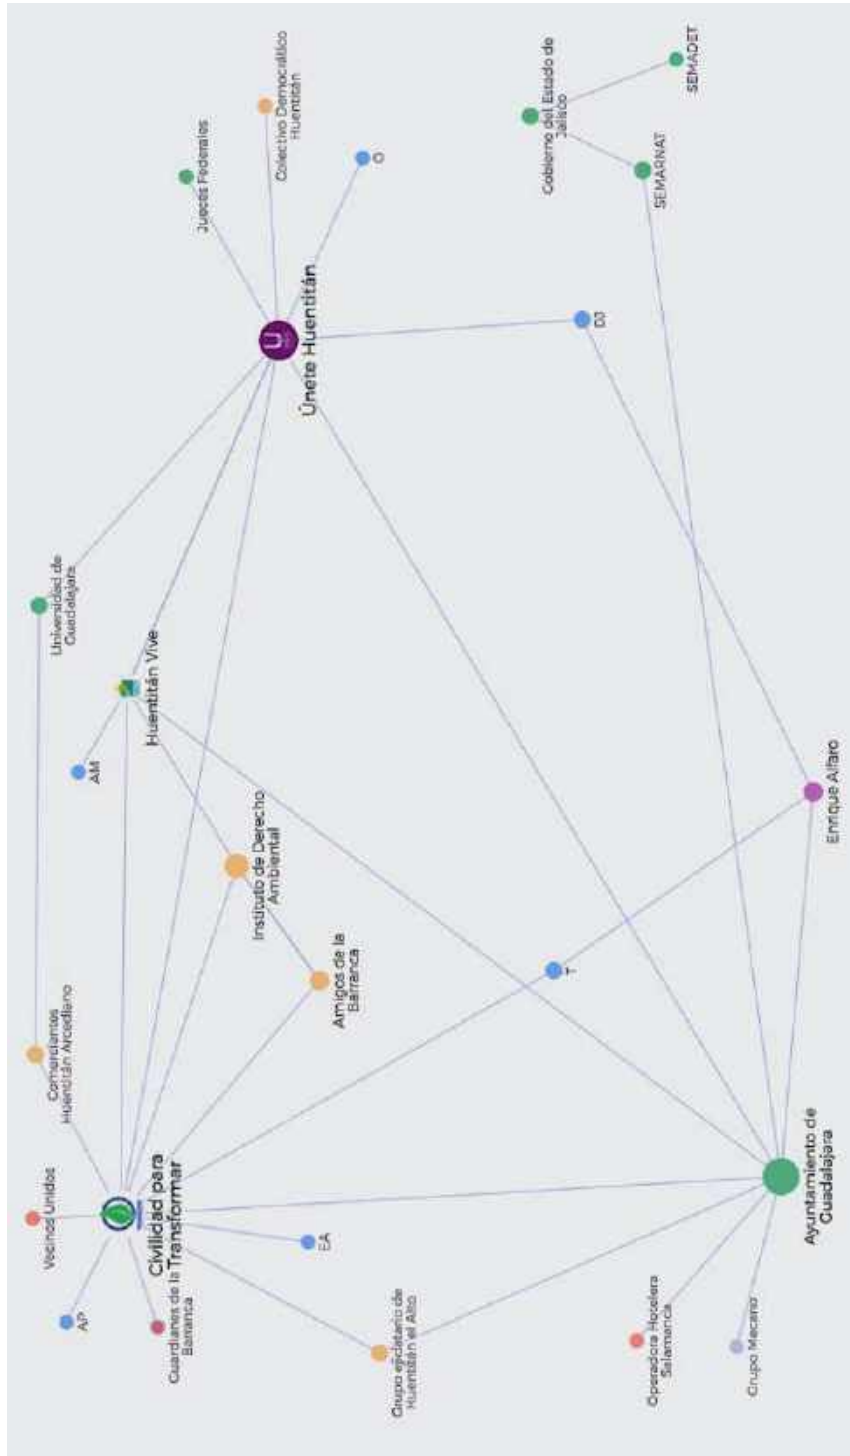 Vecinos Unidos
Comerciantes
Huentitán Arcediano
Universidad de
Guadalajara
AP
AM
Huentitán Vive
Civilidad para
Transformar
Guardianes de la
Barranca
Jueces Federales
Instituto de Derecho
Ambiental
Colectivo Democrático
Huentitán
Únete Huentitán
EA
Amigos de la
Barranca
O
Grupo ejidatario de
Huentitán el Alto
Gobierno del Estado de
Jalisco
T
DJ
Operadora Hotelera
Salamanca
SEMARNAT
SEMADET
Grupo Mecano
Ayuntamiento de
Guadalajara
Enrique Alfaro